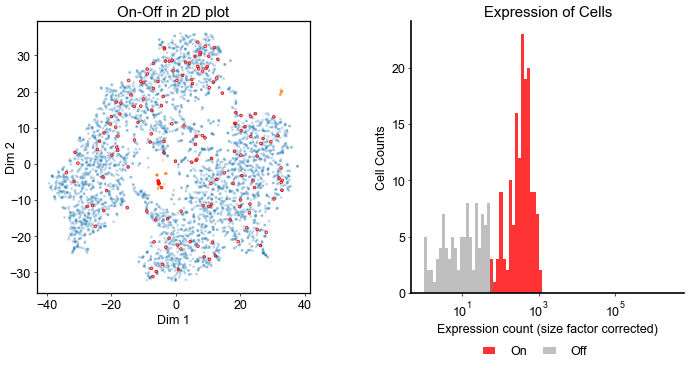 On-Off in 2D plot
Dim 2
30
20
10
0
−10
−20
−30
−40
−20
0
20
40
Dim 1
Expression of Cells
Cell Counts
20
15
10
5
0
10¹
10³
10⁵
Expression count (size factor corrected)
On
Off